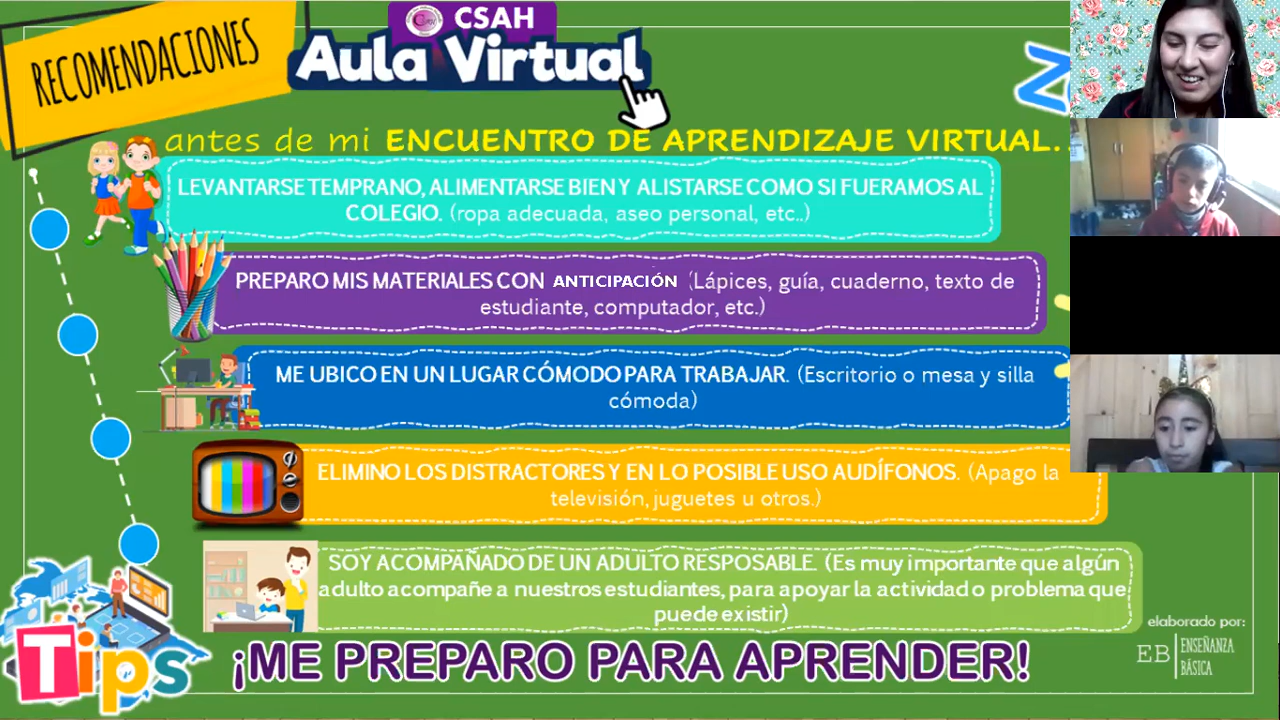 RECOMENDACIONES
CSAH
Aula Virtual
antes de mi ENCUENTRO DE APRENDIZAJE VIRTUAL.
LEVANTARSE TEMPRANO, ALIMENTARSE BIEN Y ALISTARSE COMO SI FUERAMOS AL
COLEGIO. (ropa adecuada, aseo personal, etc..)
PREPARO MIS MATERIALES CON ANTICIPACIÓN (Lápices, guía, cuaderno, texto de
estudiante, computador, etc.)
ME UBICO EN UN LUGAR CÓMODO PARA TRABAJAR. (Escritorio o mesa y silla
cómoda)
ELIMINO LOS DISTRACTORES Y EN LO POSIBLE USO AUDÍFONOS. (Apago la
televisión, juguetes u otros.)
SOY ACOMPAÑADO DE UN ADULTO RESPOSABLE. (Es muy importante que algún
adulto acompañe a nuestros estudiantes, para apoyar la actividad o problema que
puede existir)
Tips
¡ME PREPARO PARA APRENDER!
elaborado por:
EB ENSEÑANZA
BÁSICA